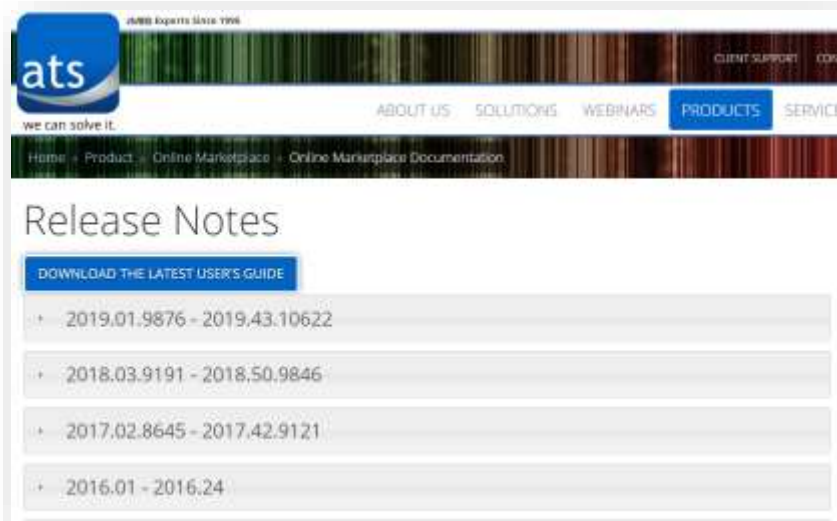 Experts Since 1996
ats
we can solve it.
CLIENT SUPPORT
ABOUT US SOLUTIONS WEBINARS PRODUCTS
Home Product Online Marketplace Online Marketplace Documentation
Release Notes
DOWNLOAD THE LATEST USER'S GUIDE
2019.01.9876 - 2019.43.10622
2018.03.9191 - 2018.50.9846
2017.02.8645 - 2017.42.9121
2016.01 - 2016.24